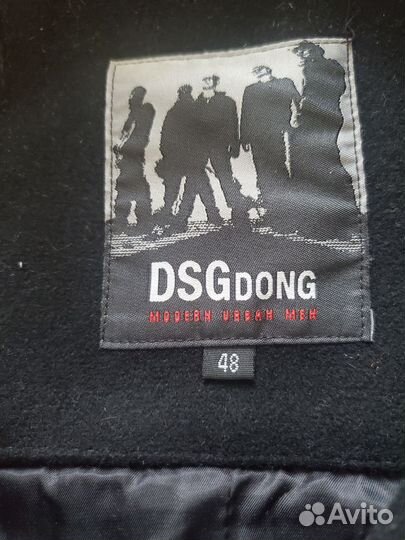 DSGDONG
MODERN URBAN MEN
48
Avito